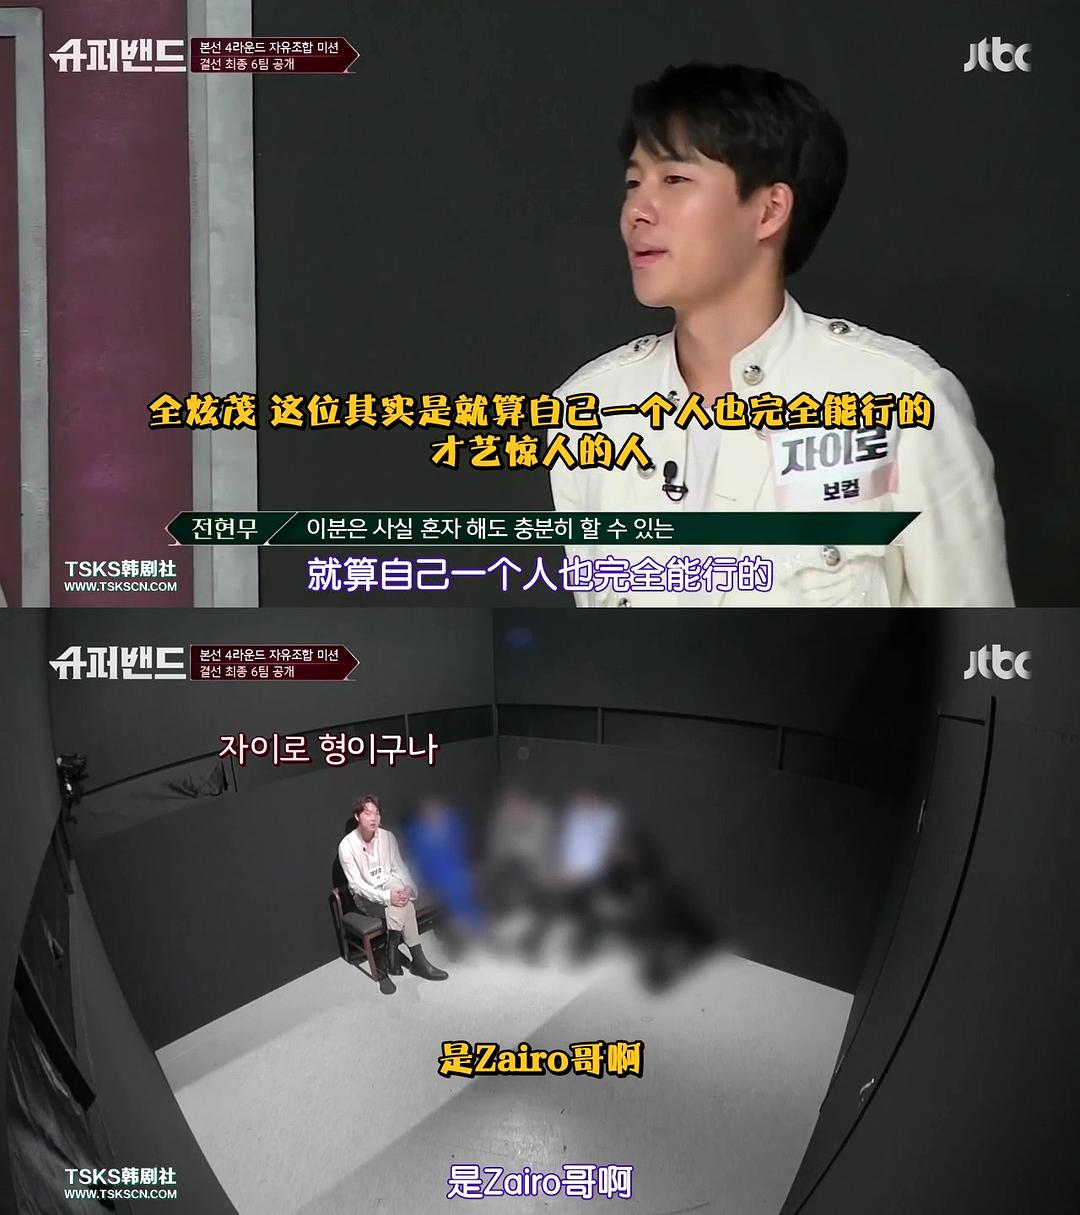 슈퍼밴드
본선 4라운드 자유조합 미션
결선 최종 6팀 공개
jtbc
全炫茂 这位其实是就算自己一个人也完全能行的
才艺惊人的人
자이로
보컬
전현무 이분은 사실 혼자 해도 충분히 할 수 있는
TSKS韩剧社
WWW.TSKSCN.COM
就算自己一个人也完全能行的
슈퍼밴드
본선 4라운드 자유조합 미션
결선 최종 6팀 공개
jtbc
자이로 형이구나
是Zairo哥啊
TSKS韩剧社
WWW.TSKSCN.COM
是Zairo哥啊